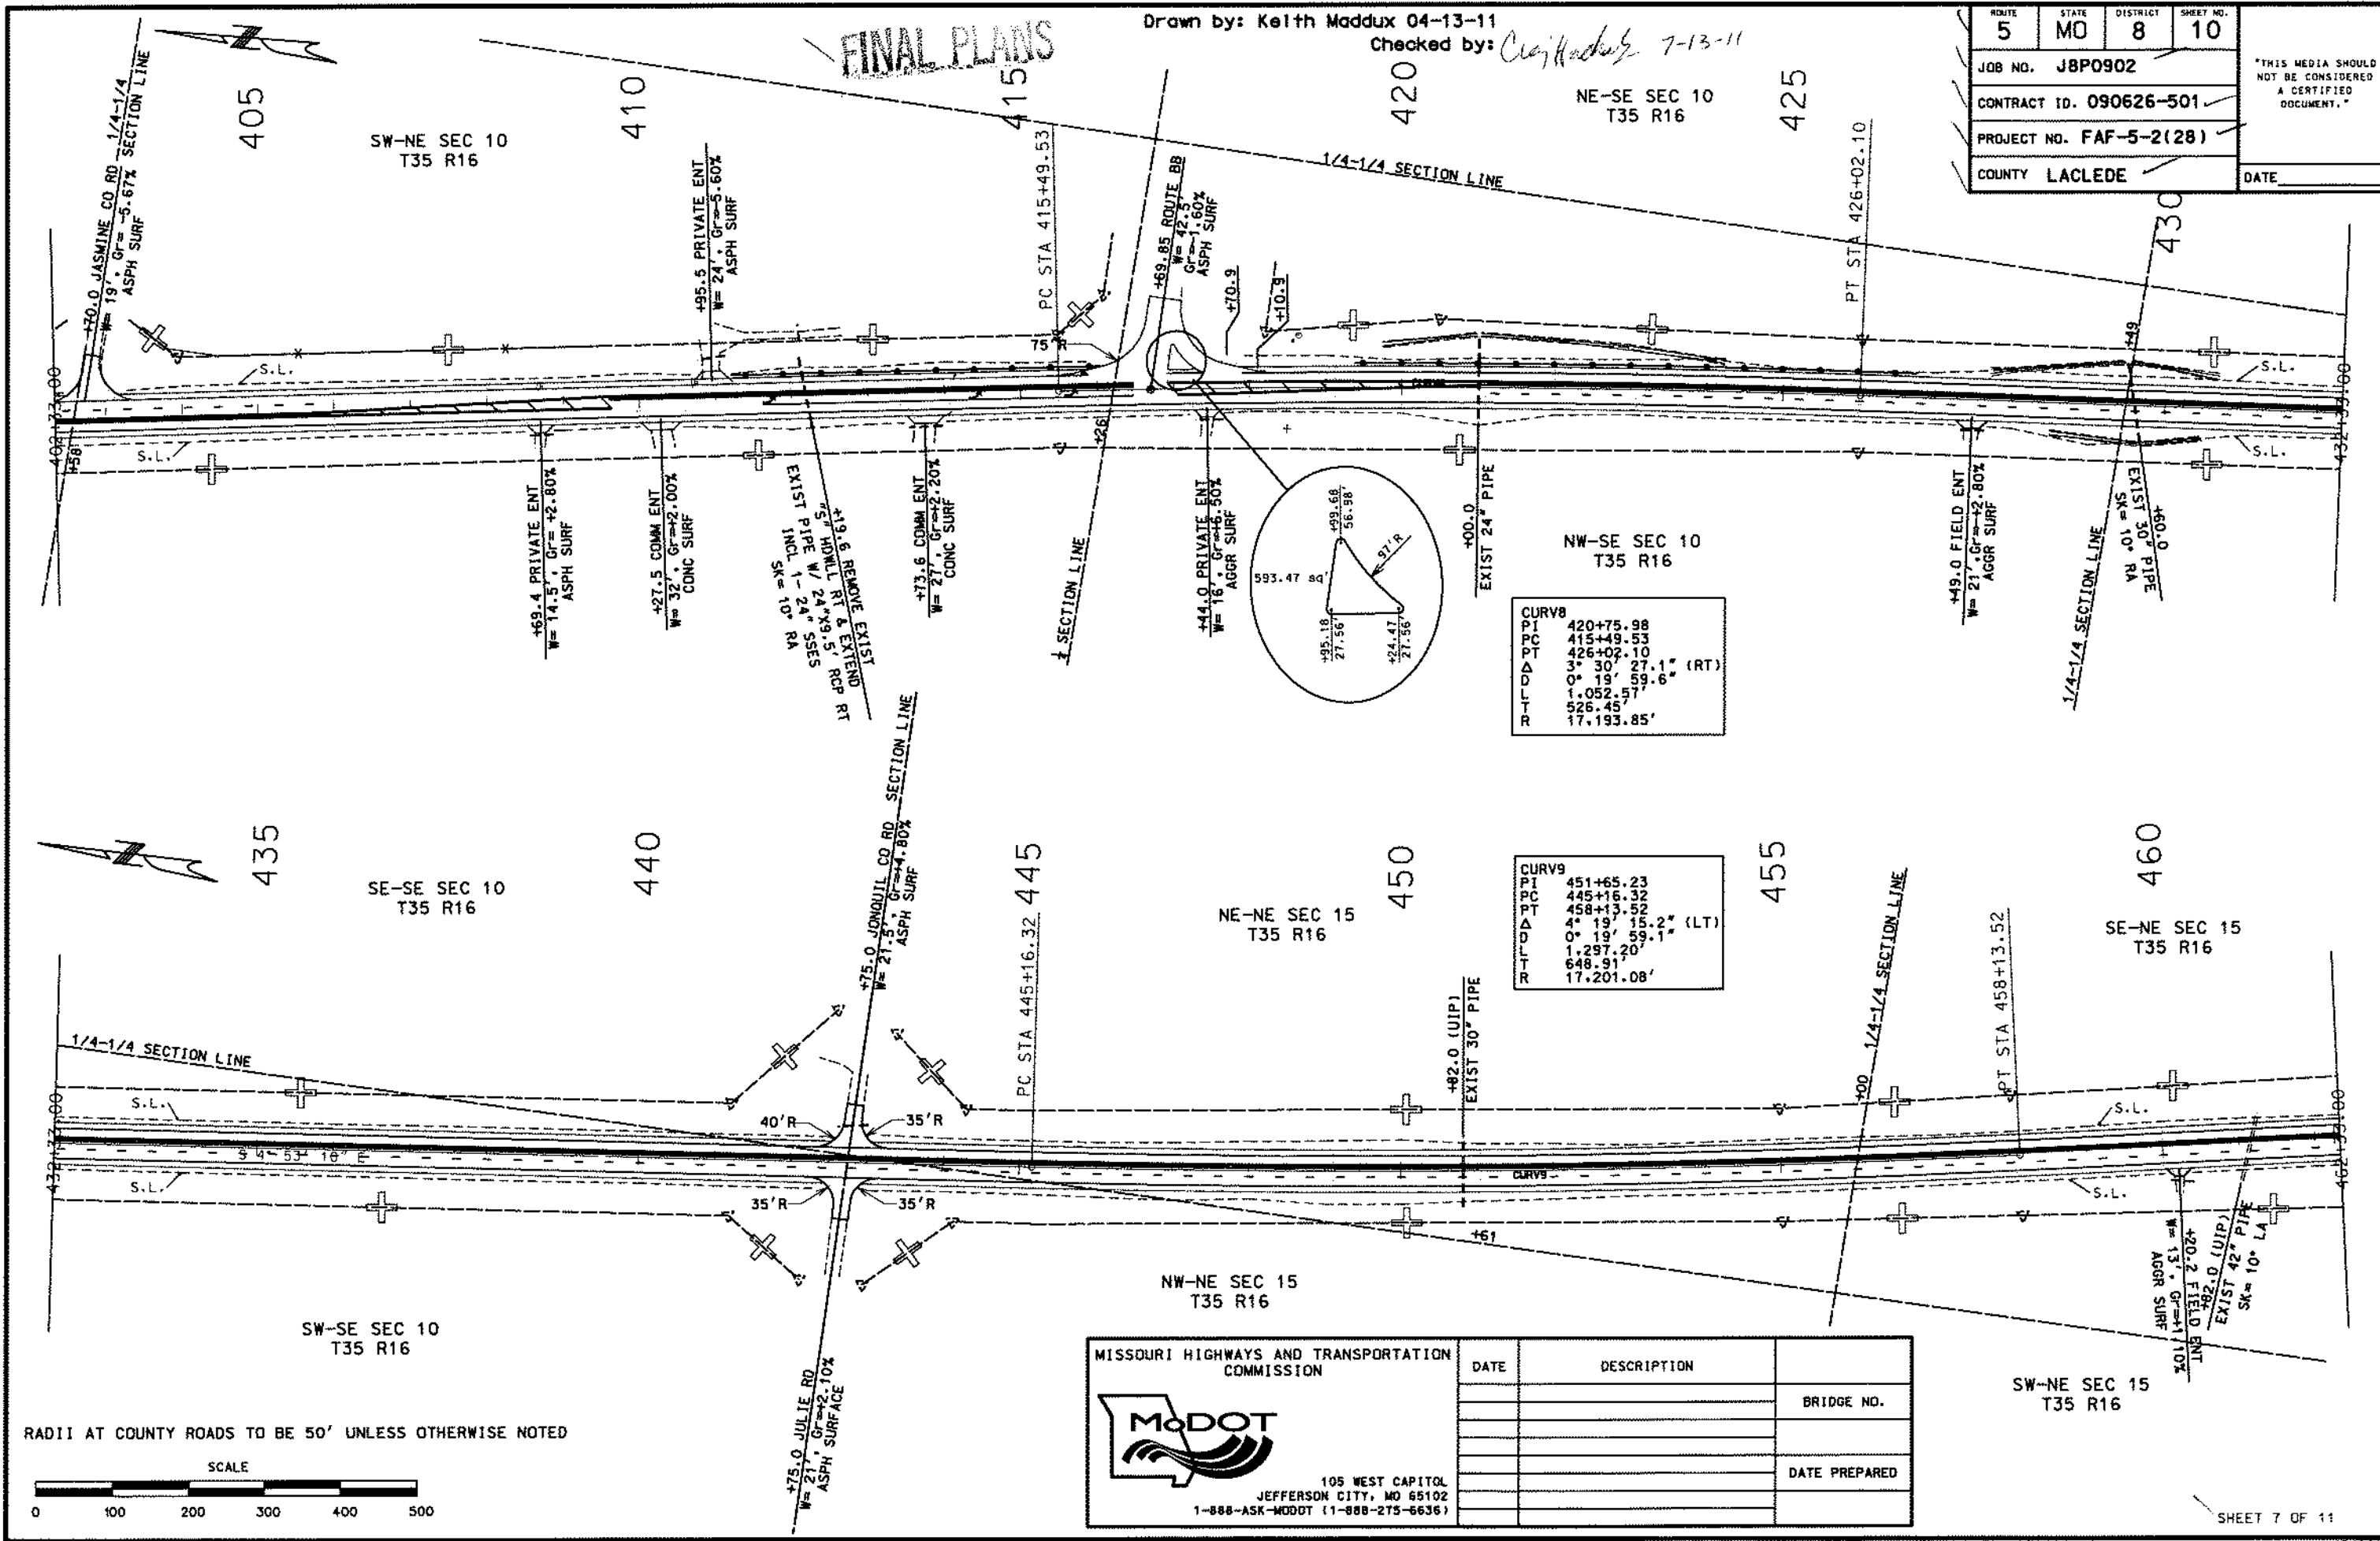 FINAL PLANS
Drawn by: Keith Maddux 04-13-11
Checked by: 7-13-11
ROUTE STATE DISTRICT SHEET NO.
5 MO 8 10
JOB NO. J8P0902
CONTRACT ID. 090626-501
PROJECT NO. FAF-5-2(28)
COUNTY LACLEDE
"THIS MEDIA SHOULD
NOT BE CONSIDERED
A CERTIFIED
DOCUMENT."
DATE
405
410
415
420
425
430
+70.0 JASMINE CO RD 1/4-1/4 SECTION LINE
W= 19', Gr= -5.67%
ASPH SURF
SW-NE SEC 10
T35 R16
+95.5 PRIVATE ENT
W= 24', Gr=-5.60%
ASPH SURF
PC STA 415+49.53
+69.85 ROUTE BB
W= 42.5'
Gr=-1.60%
ASPH SURF
NE-SE SEC 10
T35 R16
1/4-1/4 SECTION LINE
PT STA 426+02.10
+70.9
+10.9
75'R
S.L.
+49
S.L.
+58
S.L.
+26
CURV8
S.L.
432+33.00
+69.4 PRIVATE ENT
W= 14.5', Gr= +2.80%
ASPH SURF
+27.5 COMM ENT
W= 32', Gr=+2.00%
CONC SURF
+19.6 REMOVE EXIST
"S" HDWLL RT & EXTEND
EXIST PIPE W/ 24"X9.5' RCP RT
INCL 1- 24" SSES
SK= 10° RA
+73.6 COMM ENT
W= 27', Gr=+2.20%
CONC SURF
SECTION LINE
+44.0 PRIVATE ENT
W= 16', Gr=+6.50%
AGGR SURF
+99.68
56.98'
97'R
593.47 sq'
+95.18
27.56'
+24.47
27.56'
+00.0
EXIST 24" PIPE
NW-SE SEC 10
T35 R16
+49.0 FIELD ENT
W= 21', Gr=+2.80%
AGGR SURF
+60.0
EXIST 30" PIPE
SK= 10° RA
1/4-1/4 SECTION LINE
CURV8
PI 420+75.98
PC 415+49.53
PT 426+02.10
Δ 3° 30' 27.1" (RT)
D 0° 19' 59.6"
L 1,052.57'
T 526.45'
R 17,193.85'
435
440
445
450
455
460
SE-SE SEC 10
T35 R16
+75.0 JONQUIL CO RD SECTION LINE
W= 21.5', Gr=+4.80%
ASPH SURF
PC STA 445+16.32
NE-NE SEC 15
T35 R16
CURV9
PI 451+65.23
PC 445+16.32
PT 458+13.52
Δ 4° 19' 15.2" (LT)
D 0° 19' 59.1"
L 1,297.20'
T 648.91'
R 17,201.08'
+82.0 (UIP)
EXIST 30" PIPE
1/4-1/4 SECTION LINE
+00
PT STA 458+13.52
SE-NE SEC 15
T35 R16
1/4-1/4 SECTION LINE
432+33.00
S.L.
40'R
35'R
S.L.
S.L.
35'R
35'R
CURV9
S.L.
+61
SW-SE SEC 10
T35 R16
+75.0 JULIE RD
W= 21', Gr=+2.10%
ASPH SURFACE
NW-NE SEC 15
T35 R16
+20.2 FIELD ENT
AGGR SURF
+82.0 (UIP)
EXIST 42" PIPE
SK= 10° LA
SW-NE SEC 15
T35 R16
RADII AT COUNTY ROADS TO BE 50' UNLESS OTHERWISE NOTED
SCALE
0 100 200 300 400 500
MISSOURI HIGHWAYS AND TRANSPORTATION
COMMISSION
MoDOT
105 WEST CAPITOL
JEFFERSON CITY, MO 65102
1-888-ASK-MODOT (1-888-275-6636)
DATE DESCRIPTION
BRIDGE NO.
DATE PREPARED
SHEET 7 OF 11